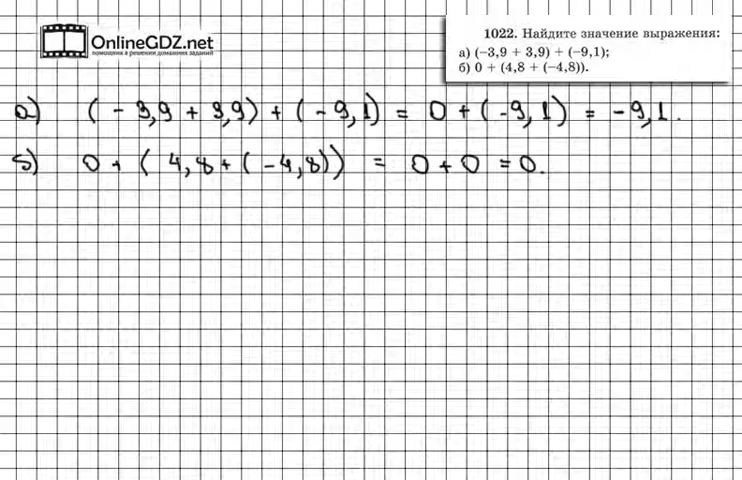 OnlineGDZ.net
помощник в решении домашних заданий
1022. Найдите значение выражения:
а) (−3,9 + 3,9) + (−9,1);
б) 0 + (4,8 + (−4,8)).
а) (-3,9 + 3,9) + (-9,1) = 0 + (-9,1) = -9,1.
б) 0 + (4,8 + (-4,8)) = 0 + 0 = 0.